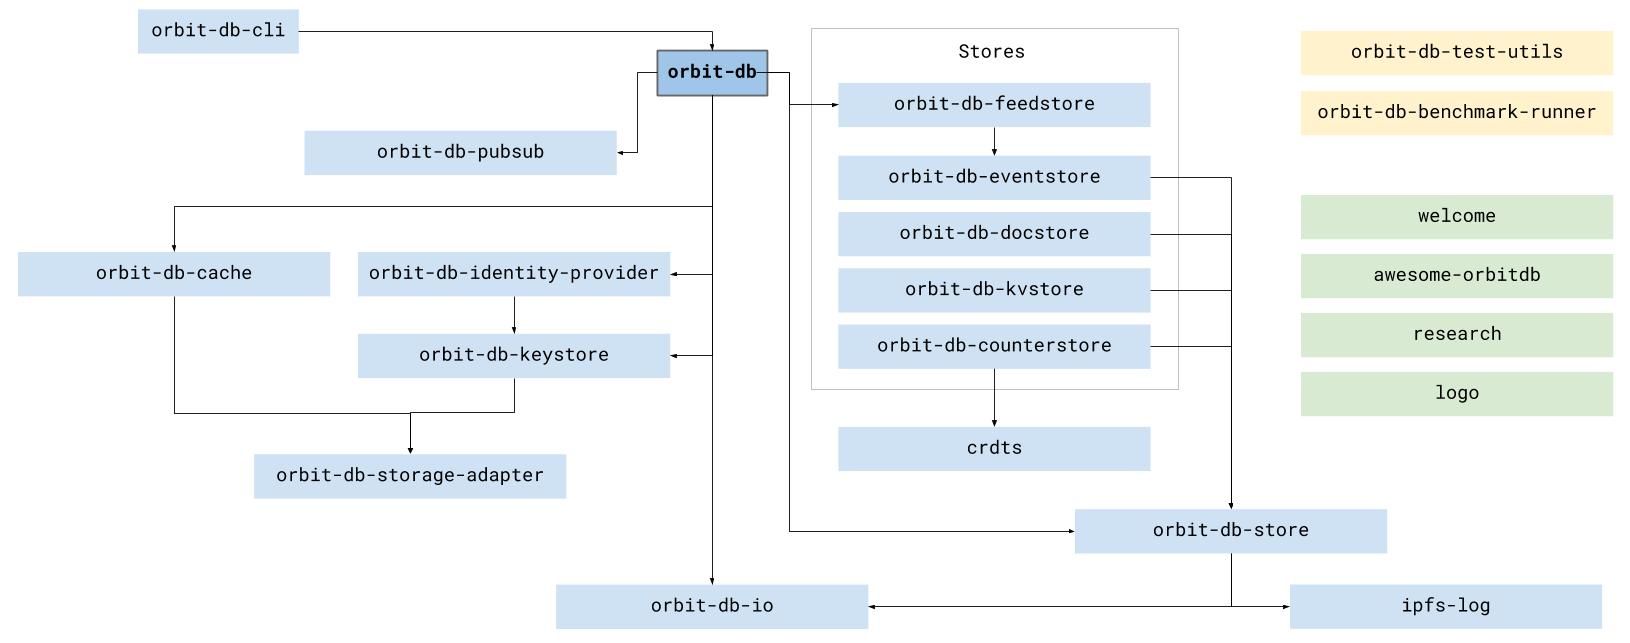 orbit-db-cli
orbit-db
orbit-db-pubsub
orbit-db-cache
orbit-db-identity-provider
orbit-db-keystore
orbit-db-storage-adapter
orbit-db-io
Stores
orbit-db-feedstore
orbit-db-eventstore
orbit-db-docstore
orbit-db-kvstore
orbit-db-counterstore
crdts
orbit-db-store
ipfs-log
orbit-db-test-utils
orbit-db-benchmark-runner
welcome
awesome-orbitdb
research
logo